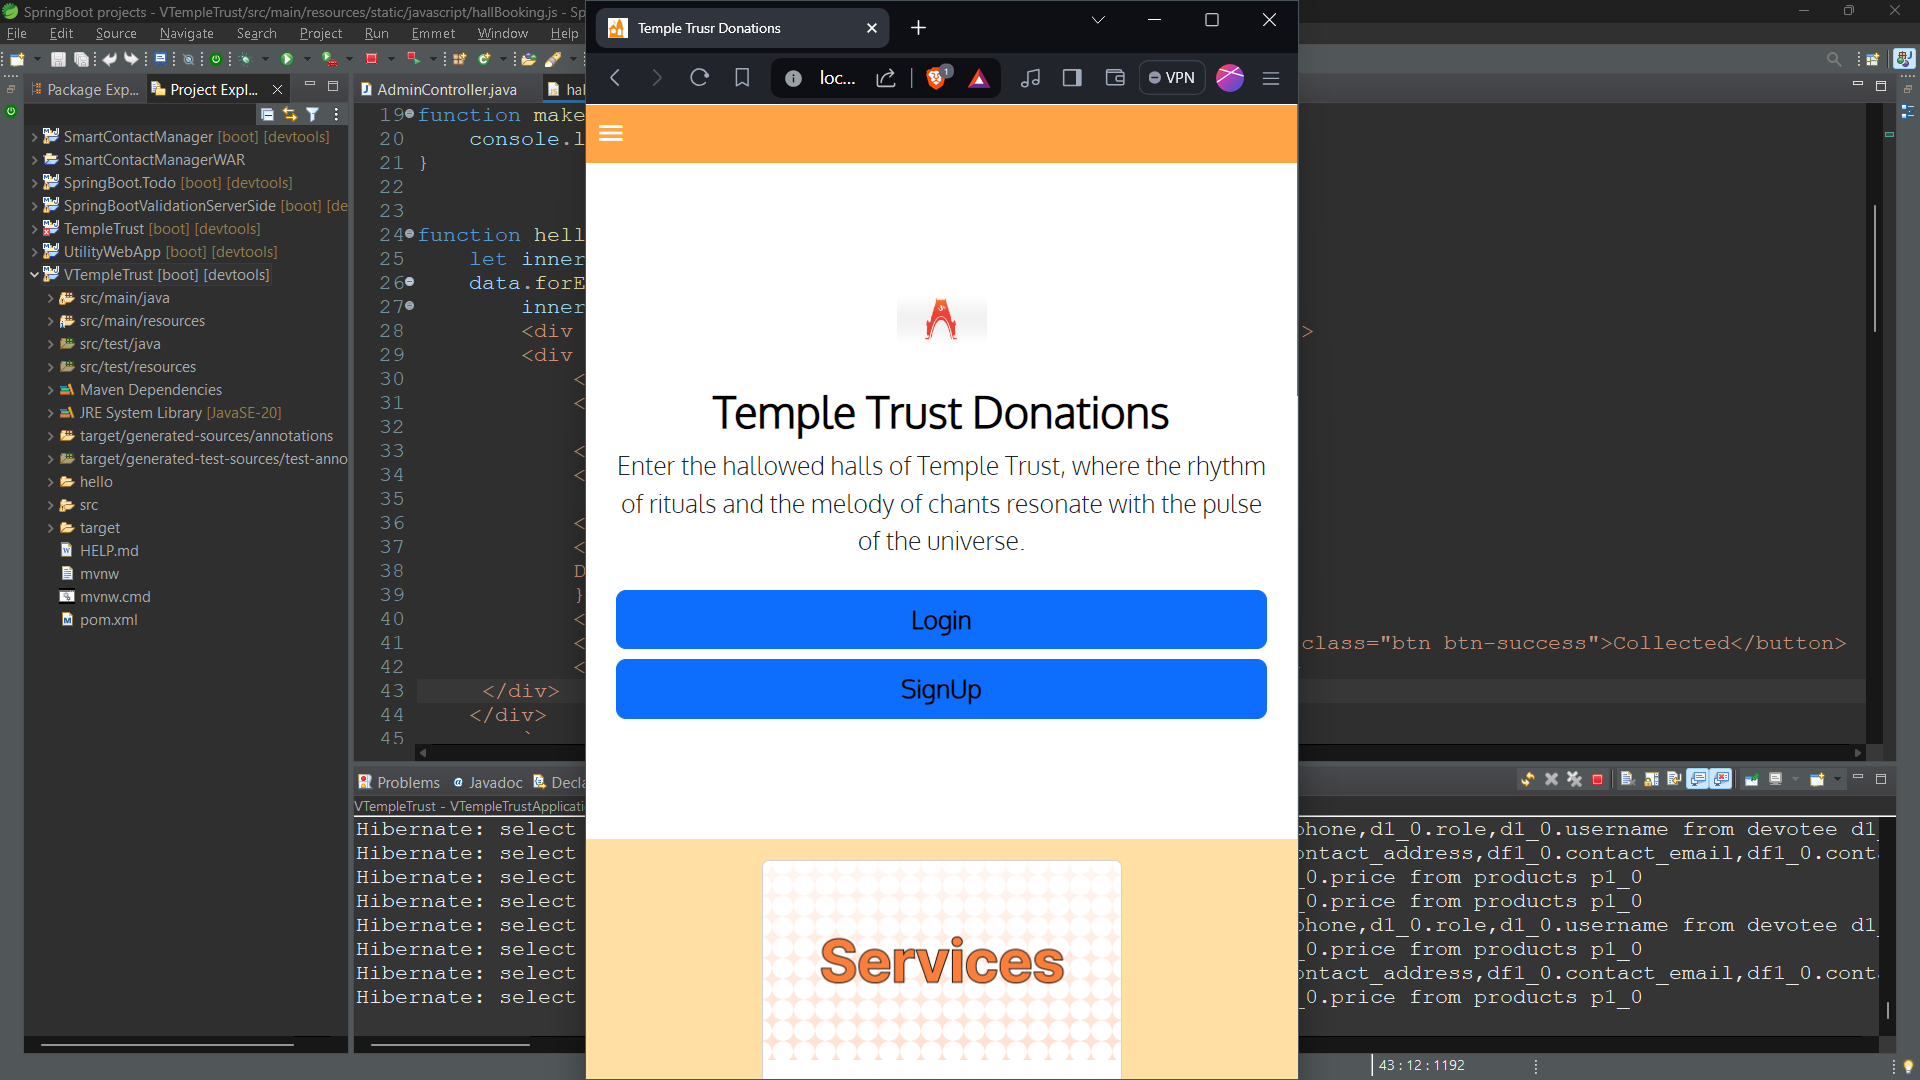 SpringBoot projects - VTempleTrust/src/main/resources/static/javascript/hallBooking.js - Sp
File Edit Source Navigate Search Project Run Emmet Window Help
Package Exp...
Project Expl...
SmartContactManager [boot] [devtools]
SmartContactManagerWAR
SpringBoot.Todo [boot] [devtools]
SpringBootValidationServerSide [boot] [de
TempleTrust [boot] [devtools]
UtilityWebApp [boot] [devtools]
VTempleTrust [boot] [devtools]
src/main/java
src/main/resources
src/test/java
src/test/resources
Maven Dependencies
JRE System Library [JavaSE-20]
target/generated-sources/annotations
target/generated-test-sources/test-anno
hello
src
target
HELP.md
mvnw
mvnw.cmd
pom.xml
AdminController.java
hal
19 function make
20 console.l
21 }
22
23
24 function hell
25 let inner
26 data.forE
27 inner
28 <div >
29 <div
30 <
31 <
32
33 <
34 <
35
36 <
37 <
38 D
39 }
40 <
41 < class="btn btn-success">Collected</button>
42 <
43 </div>
44 </div>
45 `
Temple Trusr Donations
loc...
1
VPN
Temple Trust Donations
Enter the hallowed halls of Temple Trust, where the rhythm
of rituals and the melody of chants resonate with the pulse
of the universe.
Login
SignUp
Services
Problems
Javadoc
Decla
VTempleTrust - VTempleTrustApplicati
Hibernate: select phone,d1_0.role,d1_0.username from devotee d1_
Hibernate: select ontact_address,df1_0.contact_email,df1_0.conta
Hibernate: select _0.price from products p1_0
Hibernate: select _0.price from products p1_0
Hibernate: select phone,d1_0.role,d1_0.username from devotee d1_
Hibernate: select _0.price from products p1_0
Hibernate: select ontact_address,df1_0.contact_email,df1_0.conta
Hibernate: select _0.price from products p1_0
43 : 12 : 1192